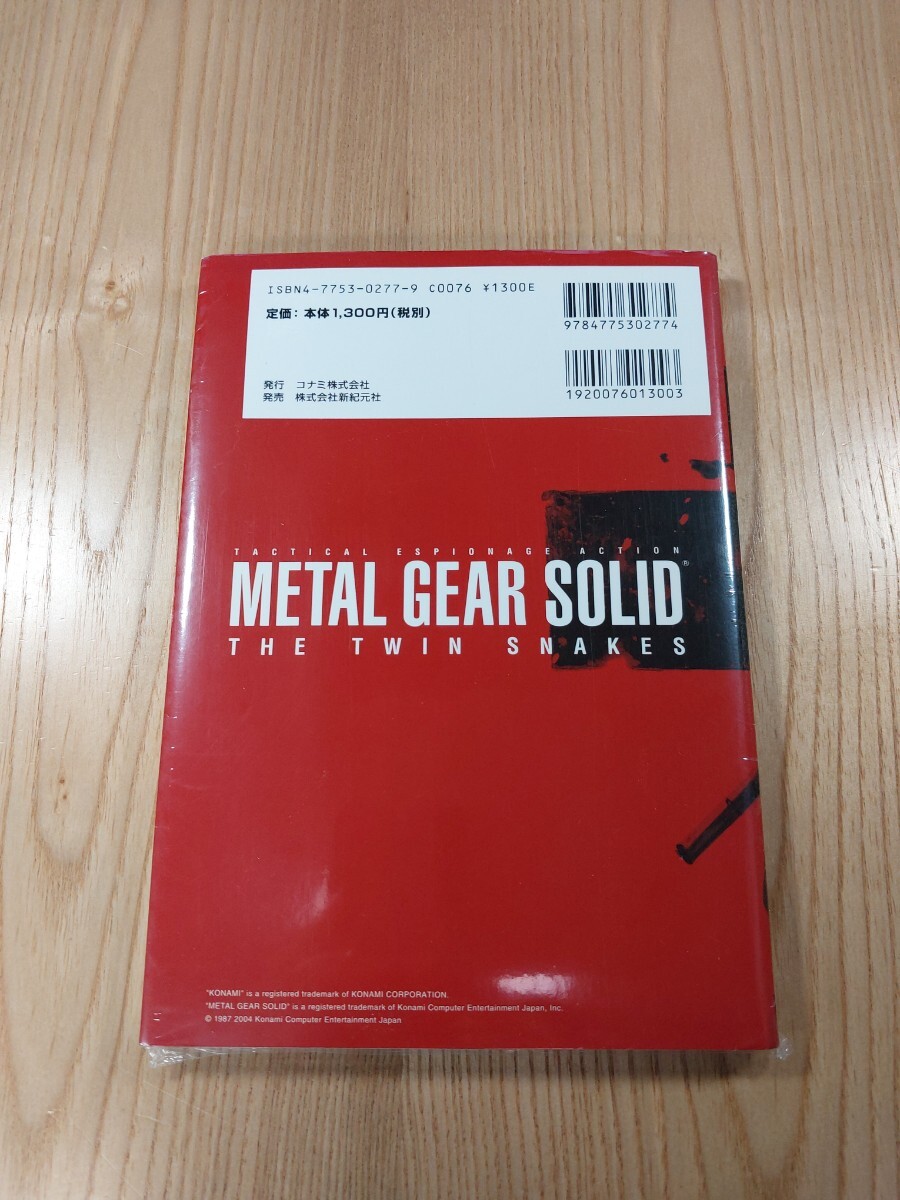 ISBN4-7753-0277-9 C0076 ¥1300E
定価：本体1,300円（税別）
9784775302774
1920076013003
発行 コナミ株式会社
発売 株式会社新紀元社
TACTICAL ESPIONAGE ACTION
METAL GEAR SOLID®
THE TWIN SNAKES
"KONAMI" is a registered trademark of KONAMI CORPORATION.
"METAL GEAR SOLID" is a registered trademark of Konami Computer Entertainment Japan, Inc.
© 1987 2004 Konami Computer Entertainment Japan